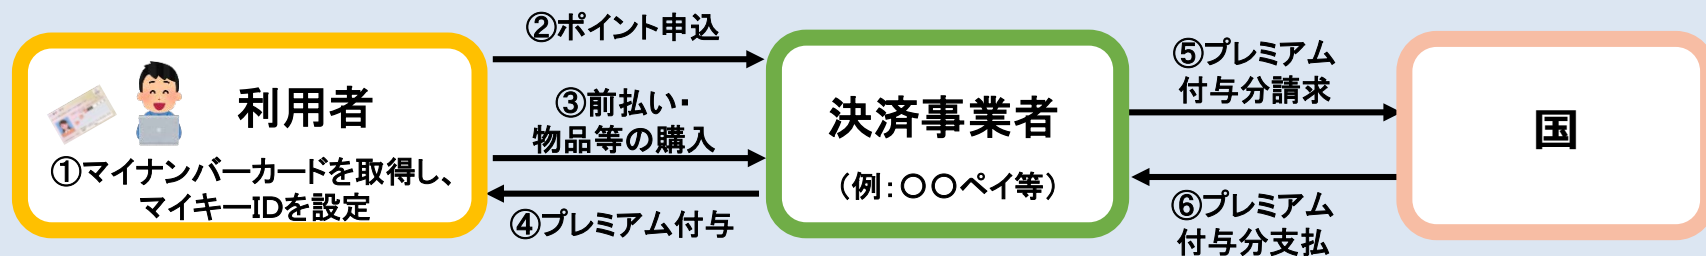 利用者
①マイナンバーカードを取得し、
マイキーIDを設定
②ポイント申込
③前払い・
物品等の購入
④プレミアム付与
決済事業者
（例：〇〇ペイ等）
⑤プレミアム
付与分請求
⑥プレミアム
付与分支払
国